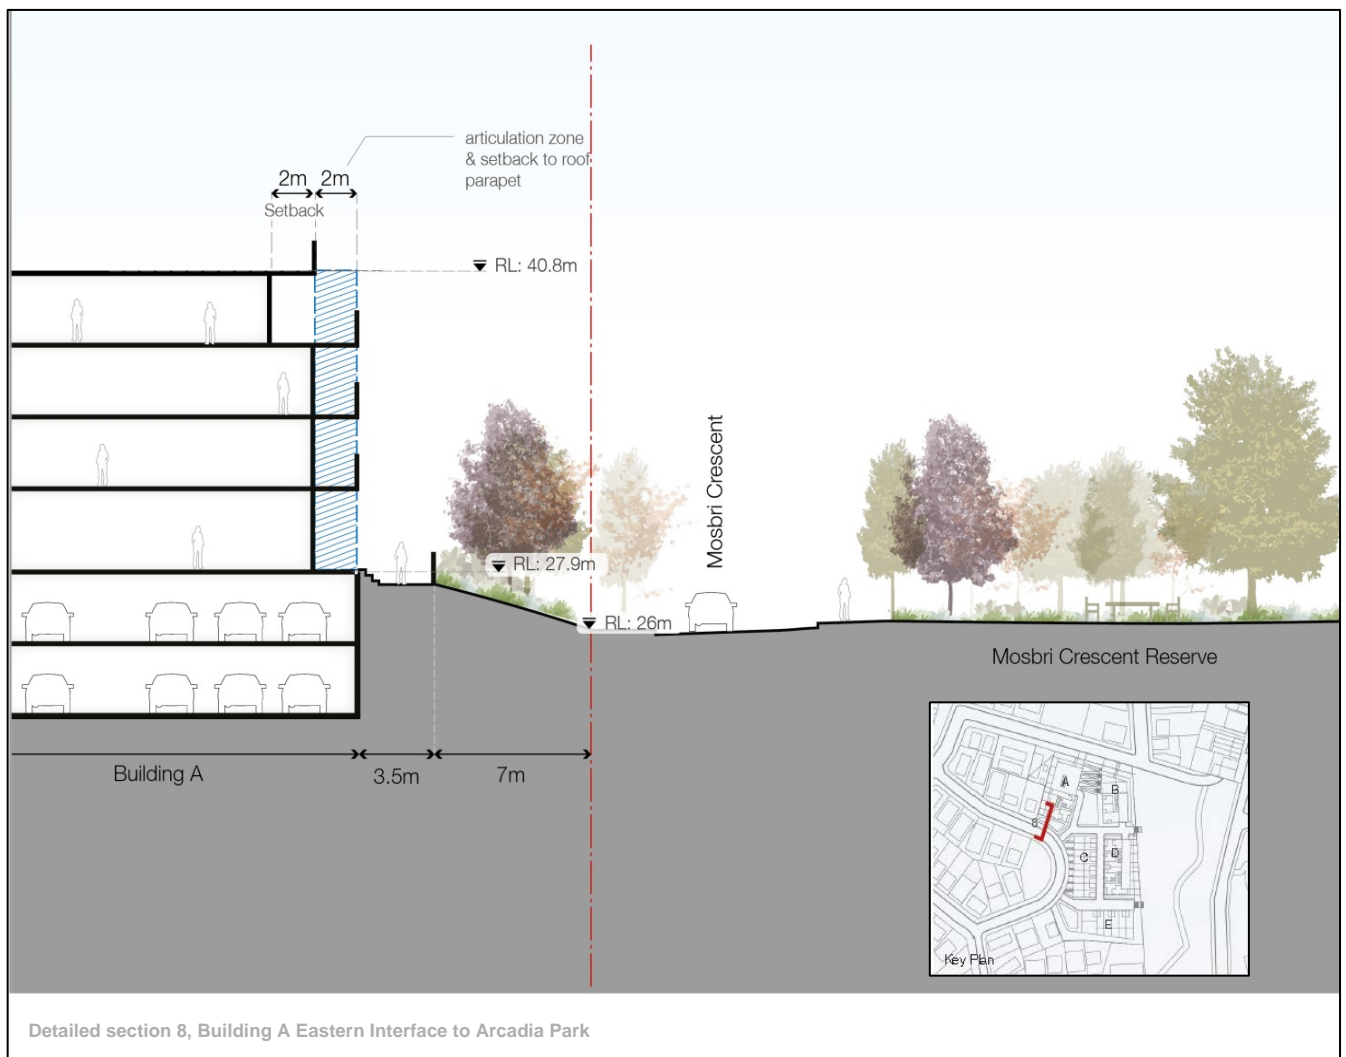 articulation zone
& setback to roof
parapet
2m 2m
Setback
RL: 40.8m
Mosbri Crescent
RL: 27.9m
RL: 26m
Mosbri Crescent Reserve
Building A
3.5m
7m
A
B
8
C
D
E
Key Plan
Detailed section 8, Building A Eastern Interface to Arcadia Park